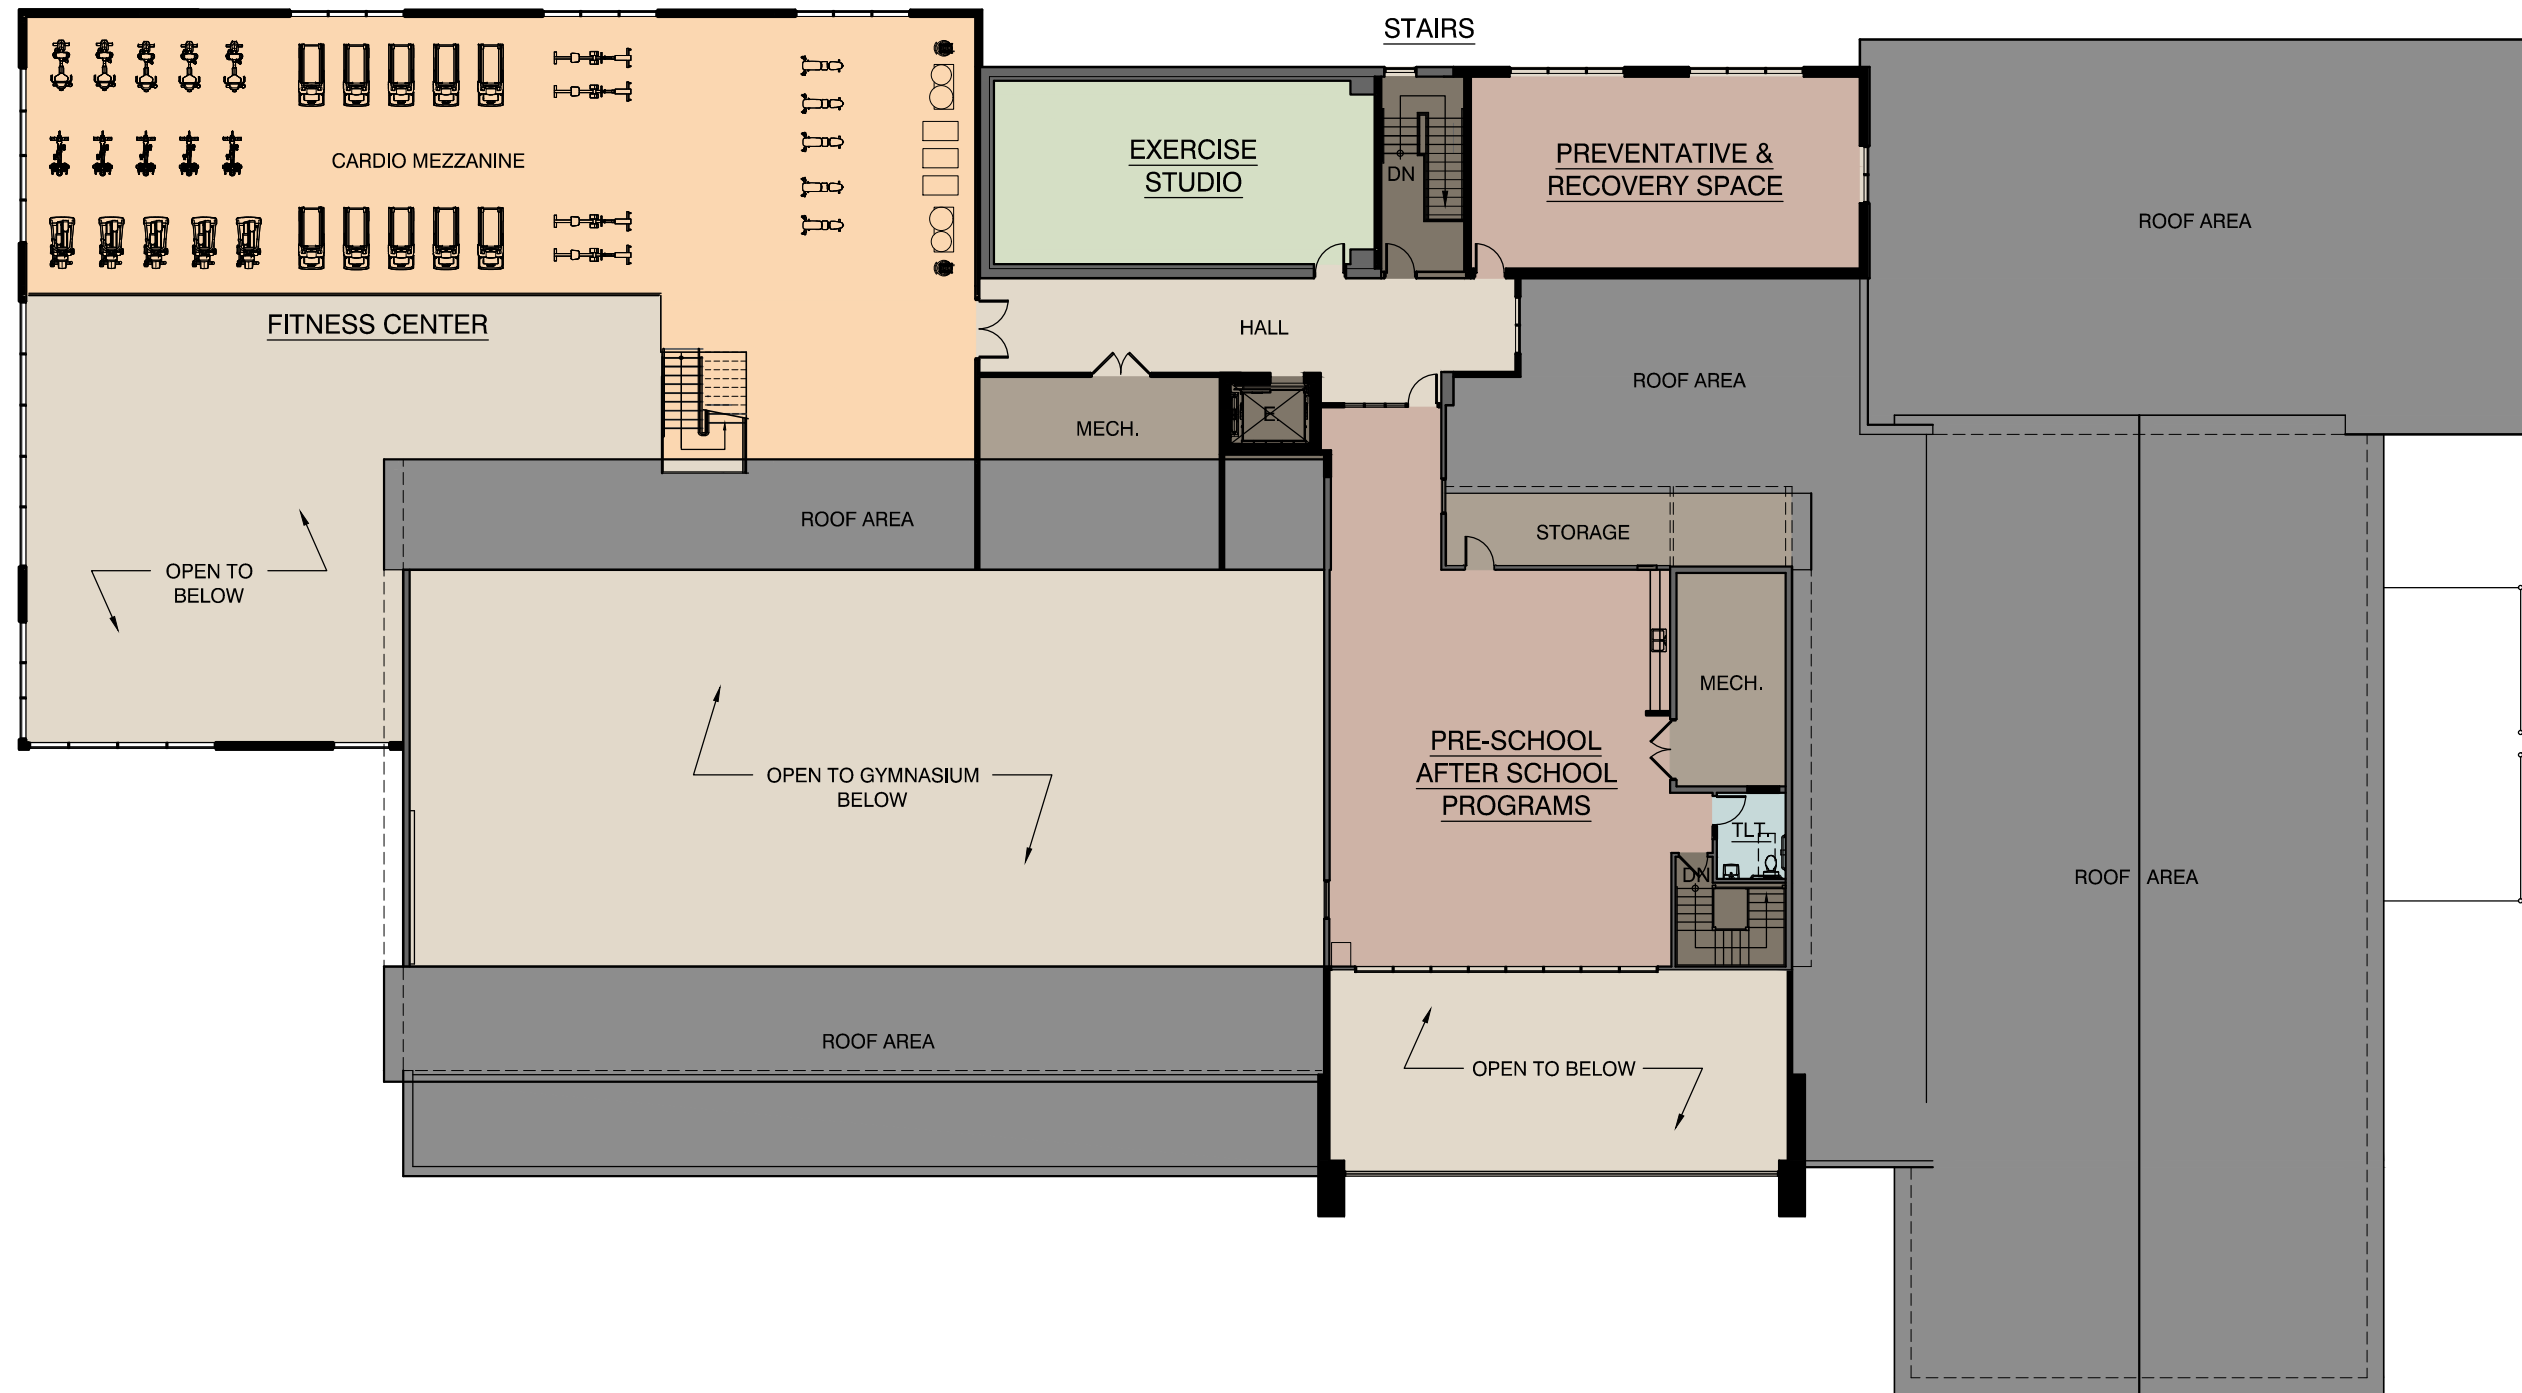 STAIRS
EXERCISE
STUDIO
PREVENTATIVE &
RECOVERY SPACE
CARDIO MEZZANINE
DN
ROOF AREA
FITNESS CENTER
HALL
ROOF AREA
E
MECH.
ROOF AREA
STORAGE
OPEN TO
BELOW
MECH.
PRE-SCHOOL
AFTER SCHOOL
PROGRAMS
OPEN TO GYMNASIUM
BELOW
TLT.
DN
ROOF AREA
ROOF AREA
OPEN TO BELOW